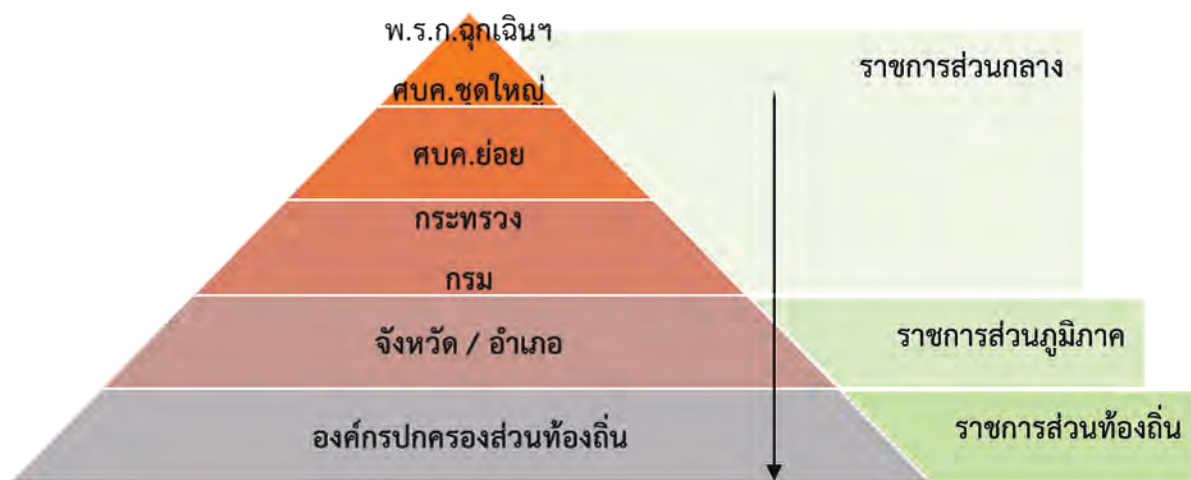 พ.ร.ก.ฉุกเฉินฯ
ศบค.ชุดใหญ่
ราชการส่วนกลาง
ศบค.ย่อย
กระทรวง
กรม
จังหวัด / อำเภอ
ราชการส่วนภูมิภาค
องค์กรปกครองส่วนท้องถิ่น
ราชการส่วนท้องถิ่น